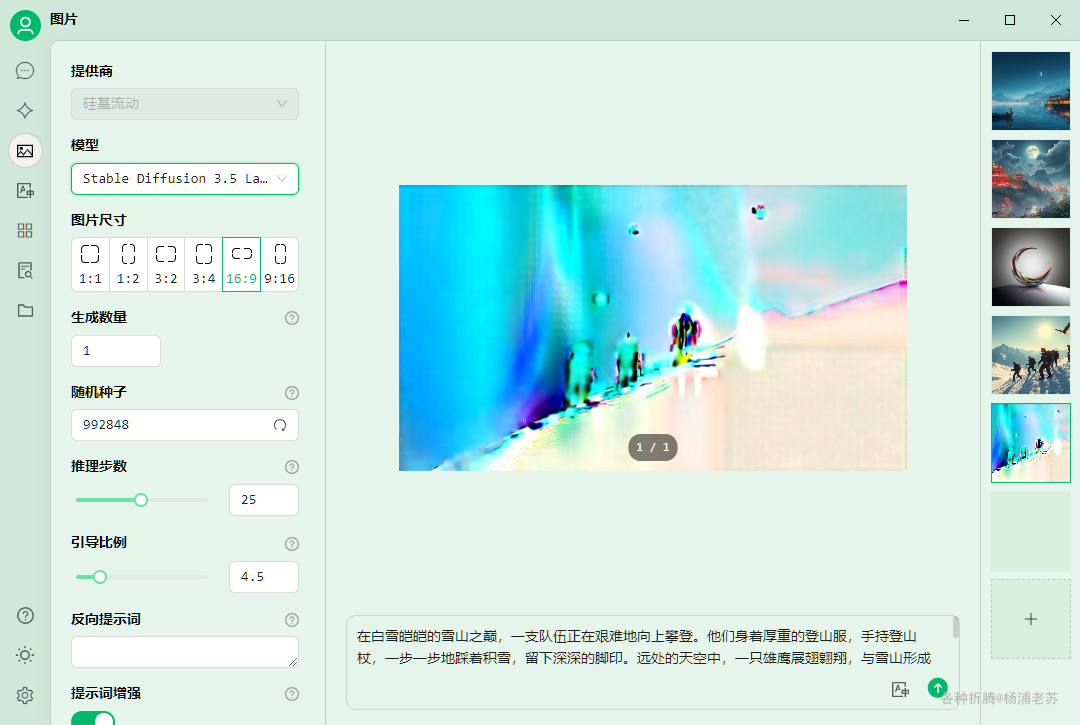 图片
提供商
硅基流动
模型
Stable Diffusion 3.5 La…
图片尺寸
1:1 1:2 3:2 3:4 16:9 9:16
生成数量
1
随机种子
992848
推理步数
25
引导比例
4.5
反向提示词
提示词增强
1 / 1
在白雪皑皑的雪山之巅，一支队伍正在艰难地向上攀登。他们身着厚重的登山服，手持登山
杖，一步一步地踩着积雪，留下深深的脚印。远处的天空中，一只雄鹰展翅翱翔，与雪山形成
各种折腾@杨浦老苏